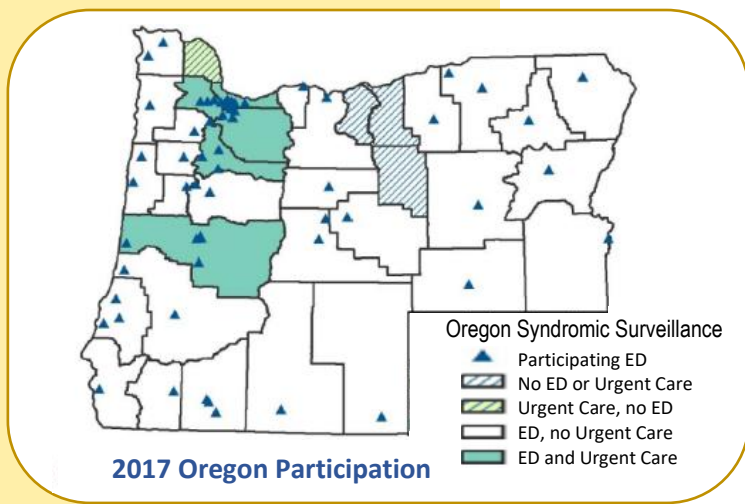 Oregon Syndromic Surveillance
Participating ED
No ED or Urgent Care
Urgent Care, no ED
ED, no Urgent Care
ED and Urgent Care
2017 Oregon Participation